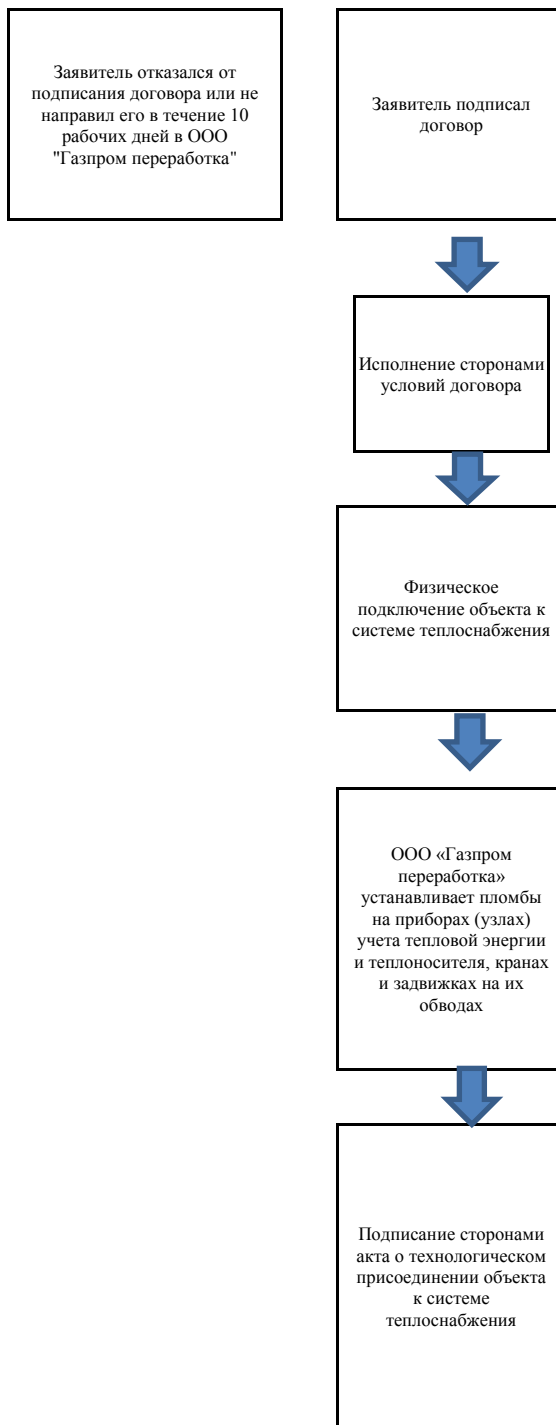 Заявитель отказался от
подписания договора или не
направил его в течение 10
рабочих дней в ООО
"Газпром переработка"
Заявитель подписал
договор
Исполнение сторонами
условий договора
Физическое
подключение объекта к
системе теплоснабжения
ООО «Газпром
переработка»
устанавливает пломбы
на приборах (узлах)
учета тепловой энергии
и теплоносителя, кранах
и задвижках на их
обводах
Подписание сторонами
акта о технологическом
присоединении объекта
к системе
теплоснабжения